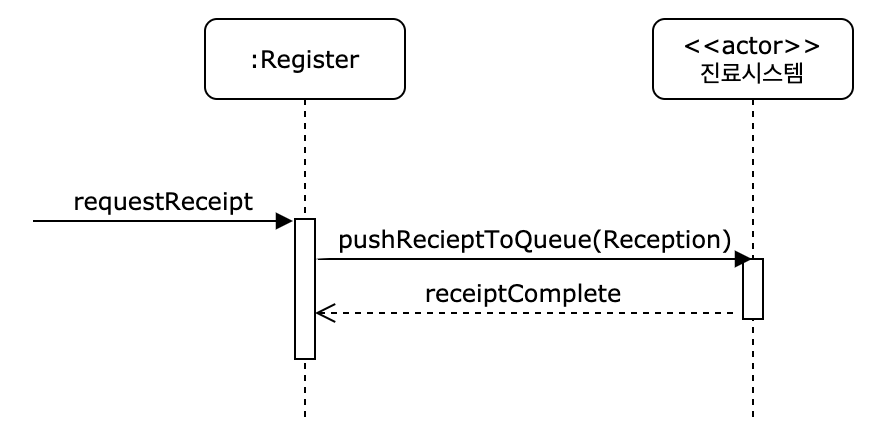 :Register
<<actor>>
진료시스템
requestReceipt
pushRecieptToQueue(Reception)
receiptComplete